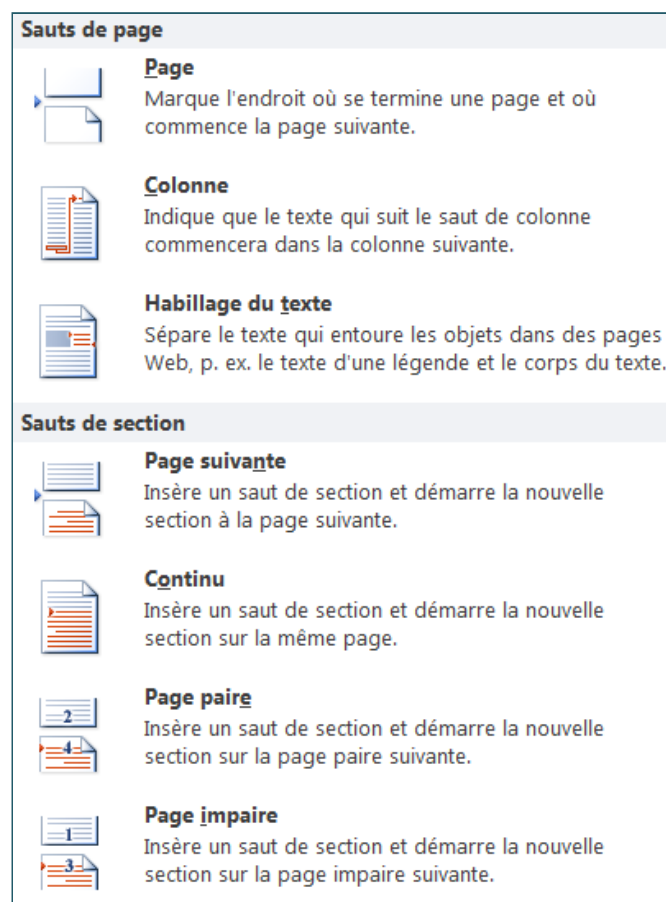 Sauts de page
Page
Marque l'endroit où se termine une page et où
commence la page suivante.
Colonne
Indique que le texte qui suit le saut de colonne
commencera dans la colonne suivante.
Habillage du texte
Sépare le texte qui entoure les objets dans des pages
Web, p. ex. le texte d'une légende et le corps du texte.
Sauts de section
Page suivante
Insère un saut de section et démarre la nouvelle
section à la page suivante.
Continu
Insère un saut de section et démarre la nouvelle
section sur la même page.
Page paire
2
4
Insère un saut de section et démarre la nouvelle
section sur la page paire suivante.
Page impaire
1
3
Insère un saut de section et démarre la nouvelle
section sur la page impaire suivante.